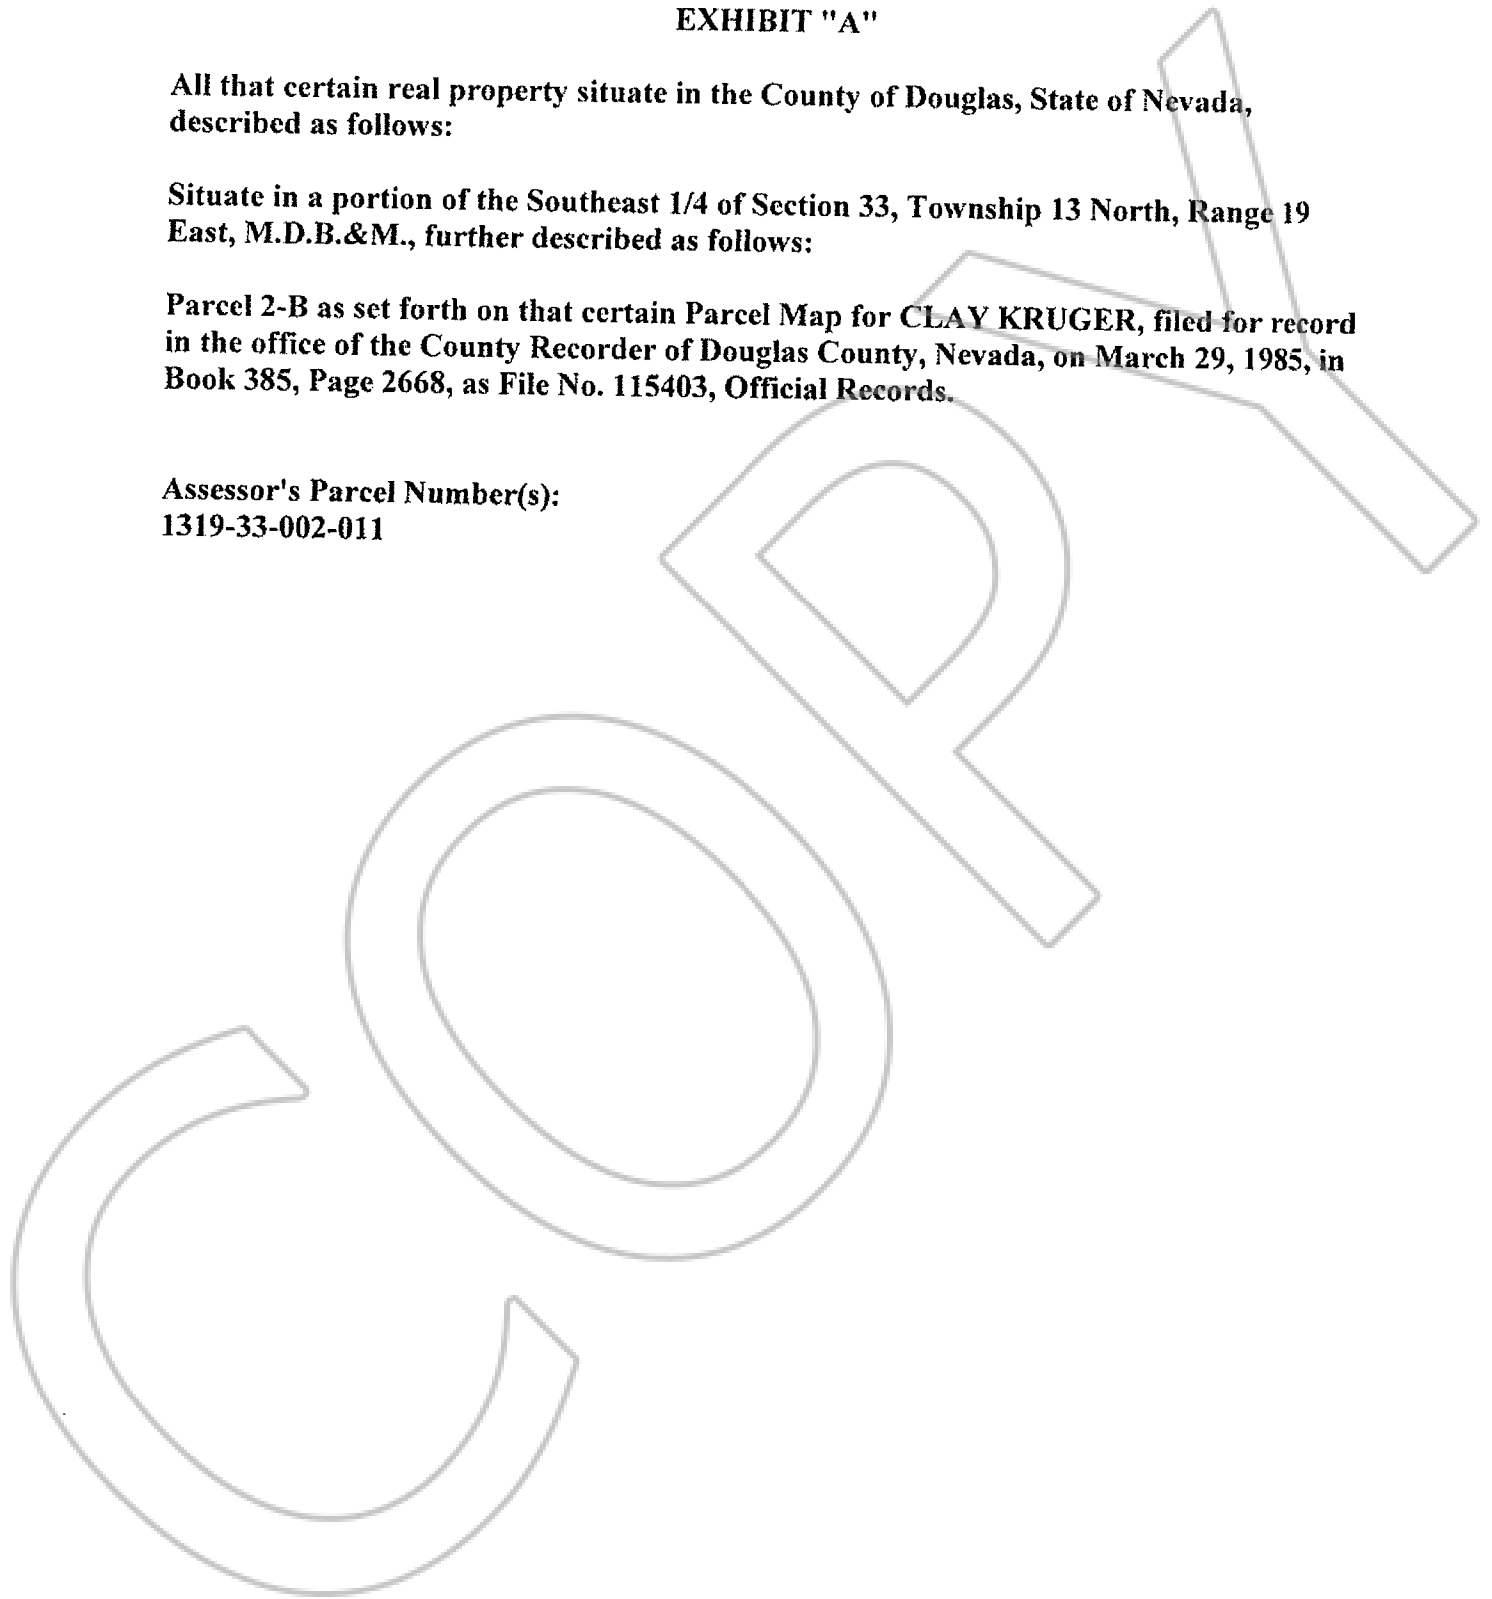 EXHIBIT "A"
All that certain real property situate in the County of Douglas, State of Nevada,
described as follows:
Situate in a portion of the Southeast 1/4 of Section 33, Township 13 North, Range 19
East, M.D.B.&M., further described as follows:
Parcel 2-B as set forth on that certain Parcel Map for CLAY KRUGER, filed for record
in the office of the County Recorder of Douglas County, Nevada, on March 29, 1985, in
Book 385, Page 2668, as File No. 115403, Official Records.
Assessor's Parcel Number(s):
1319-33-002-011
COPY